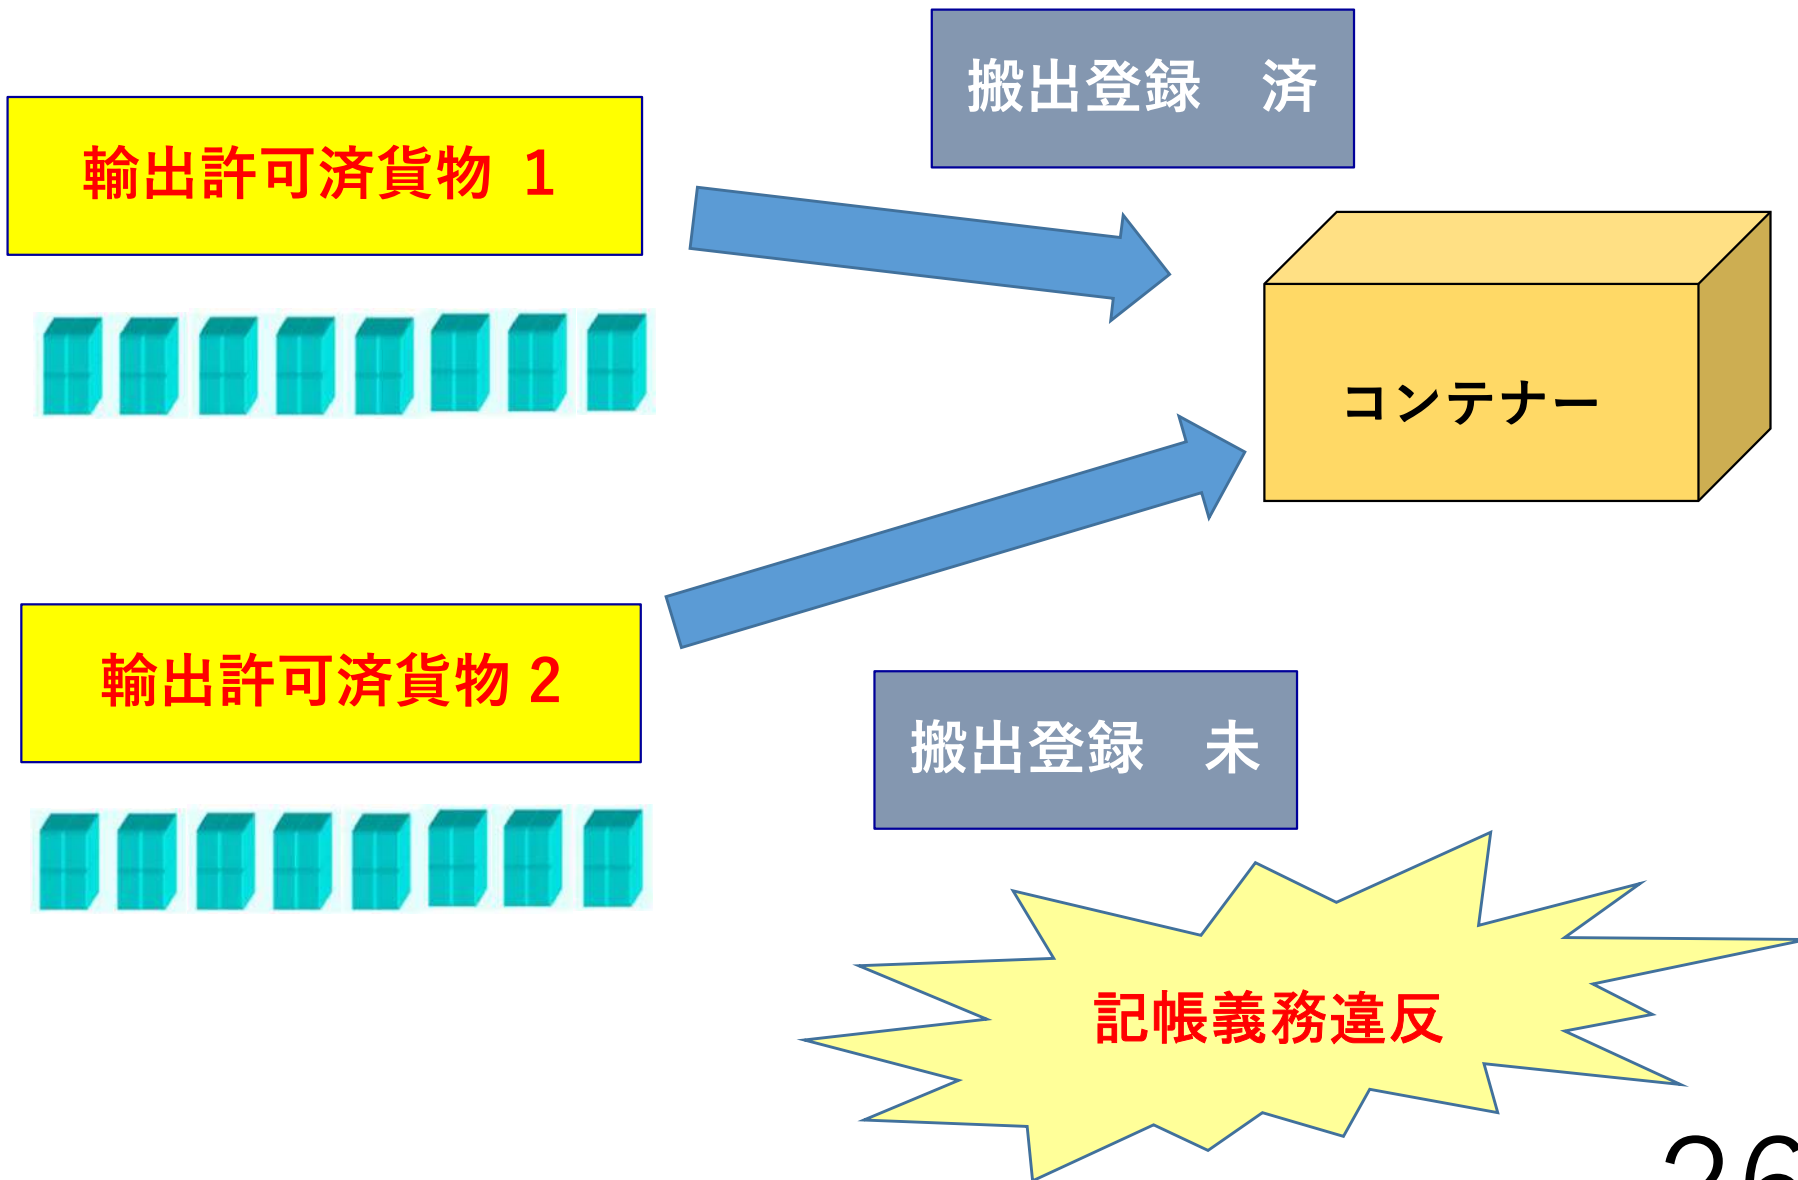 搬出登録　済
輸出許可済貨物 1
コンテナー
輸出許可済貨物 2
搬出登録　未
記帳義務違反
26